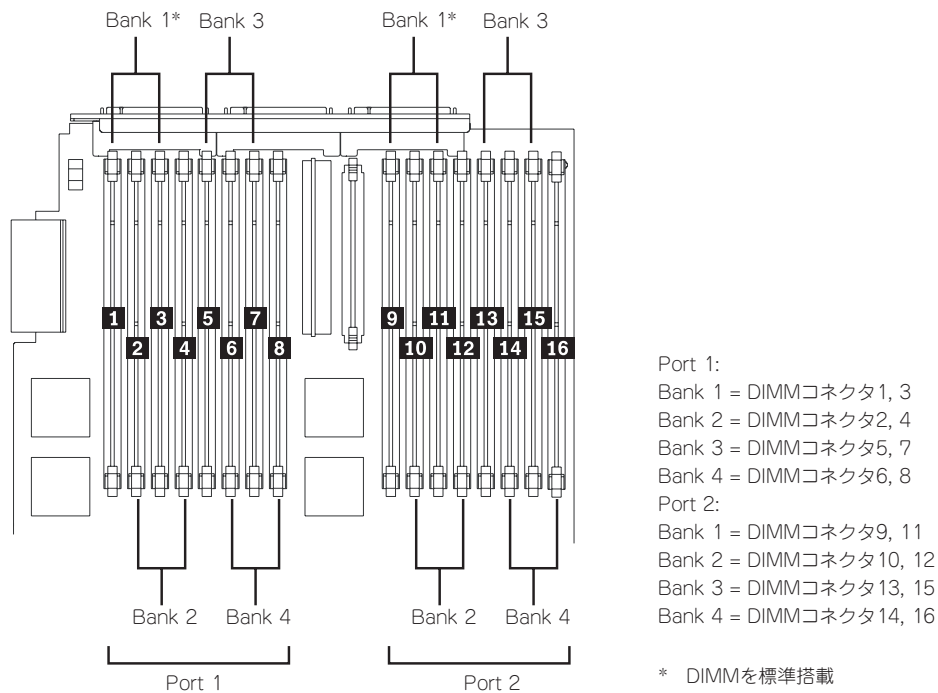 Bank 1* Bank 3 Bank 1* Bank 3
1 3 5 7 9 11 13 15
2 4 6 8 10 12 14 16
Bank 2 Bank 4 Bank 2 Bank 4
Port 1 Port 2
Port 1:
Bank 1 = DIMMコネクタ1, 3
Bank 2 = DIMMコネクタ2, 4
Bank 3 = DIMMコネクタ5, 7
Bank 4 = DIMMコネクタ6, 8
Port 2:
Bank 1 = DIMMコネクタ9, 11
Bank 2 = DIMMコネクタ10, 12
Bank 3 = DIMMコネクタ13, 15
Bank 4 = DIMMコネクタ14, 16
* DIMMを標準搭載